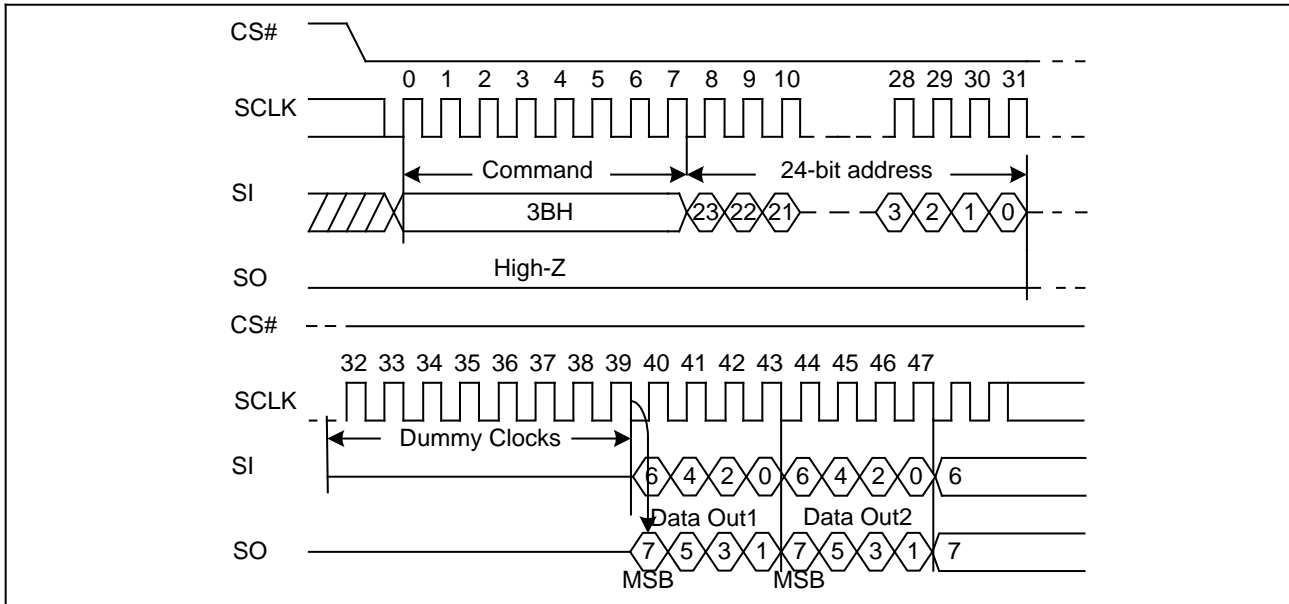 CS#
0 1 2 3 4 5 6 7 8 9 10 28 29 30 31
SCLK
Command 24-bit address
SI
3BH 23 22 21 3 2 1 0
High-Z
SO
CS#
32 33 34 35 36 37 38 39 40 41 42 43 44 45 46 47
SCLK
Dummy Clocks
SI
6 4 2 0 6 4 2 0 6
Data Out1 Data Out2
SO
7 5 3 1 7 5 3 1 7
MSB MSB